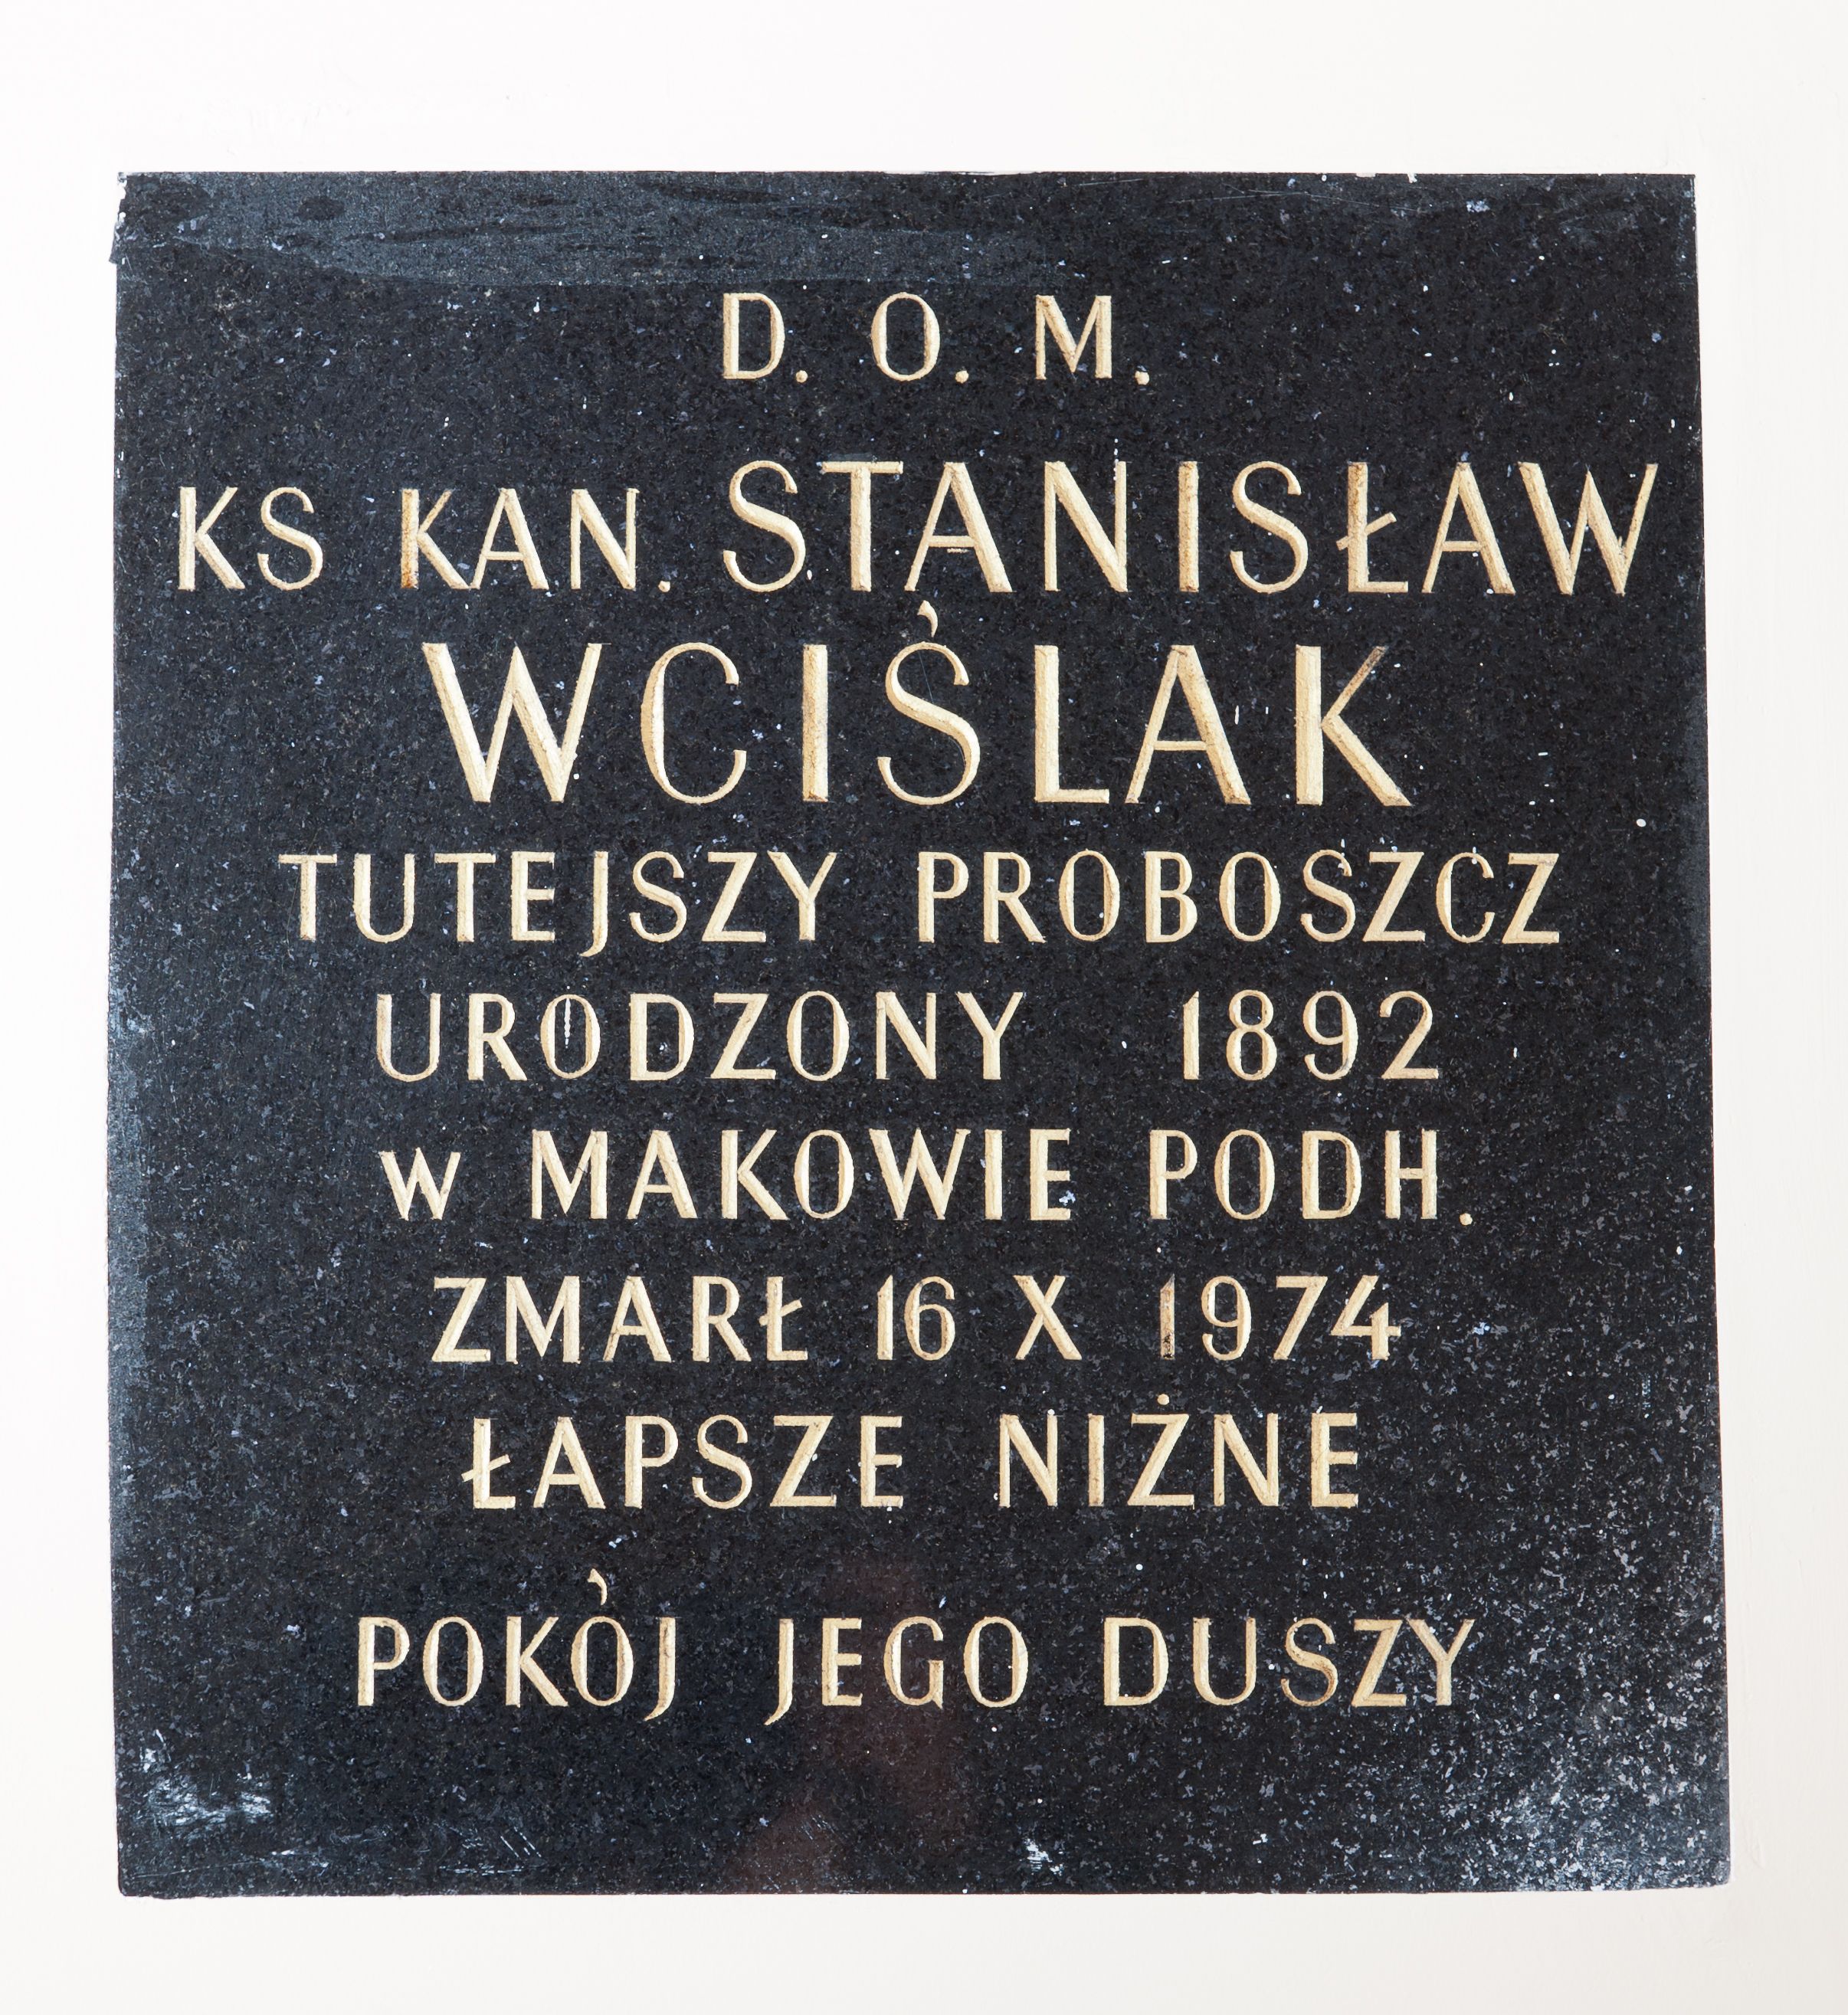 D. O. M.
KS KAN. STANISŁAW
WCIŚLAK
TUTEJSZY PROBOSZCZ
URODZONY 1892
W MAKOWIE PODH.
ZMARŁ 16 X 1974
ŁAPSZE NIŻNE
POKÓJ JEGO DUSZY